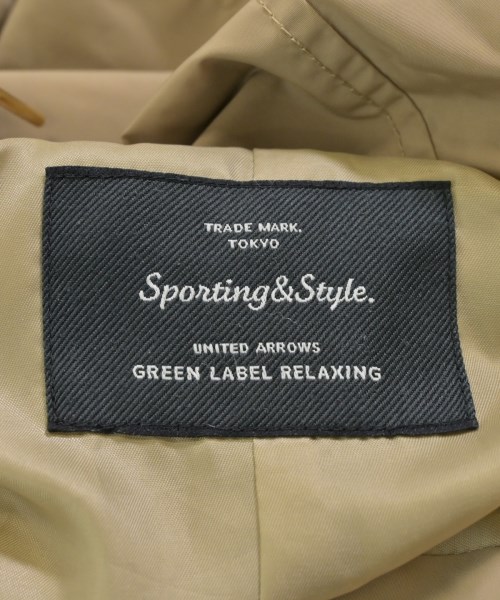 TRADE MARK.
TOKYO
Sporting&Style.
UNITED ARROWS
GREEN LABEL RELAXING